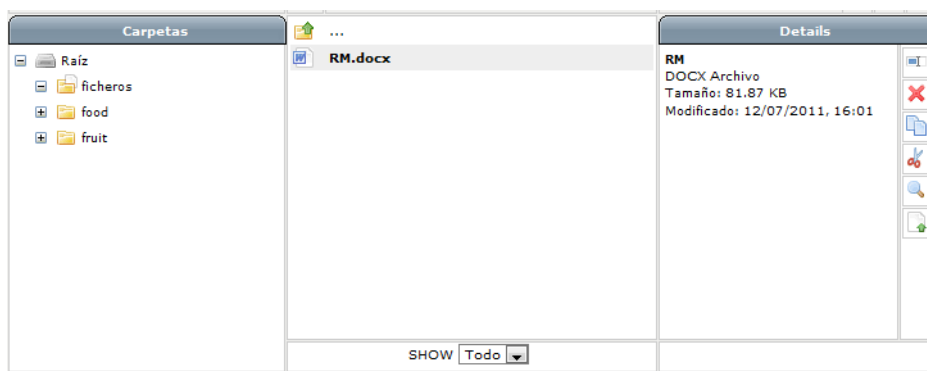 Carpetas
Raíz
ficheros
food
fruit
...
RM.docx
SHOW Todo
Details
RM
DOCX Archivo
Tamaño: 81.87 KB
Modificado: 12/07/2011, 16:01